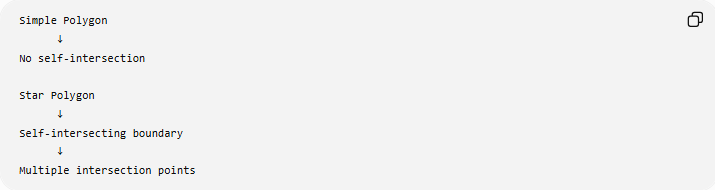 Simple Polygon
↓
No self-intersection
Star Polygon
↓
Self-intersecting boundary
↓
Multiple intersection points